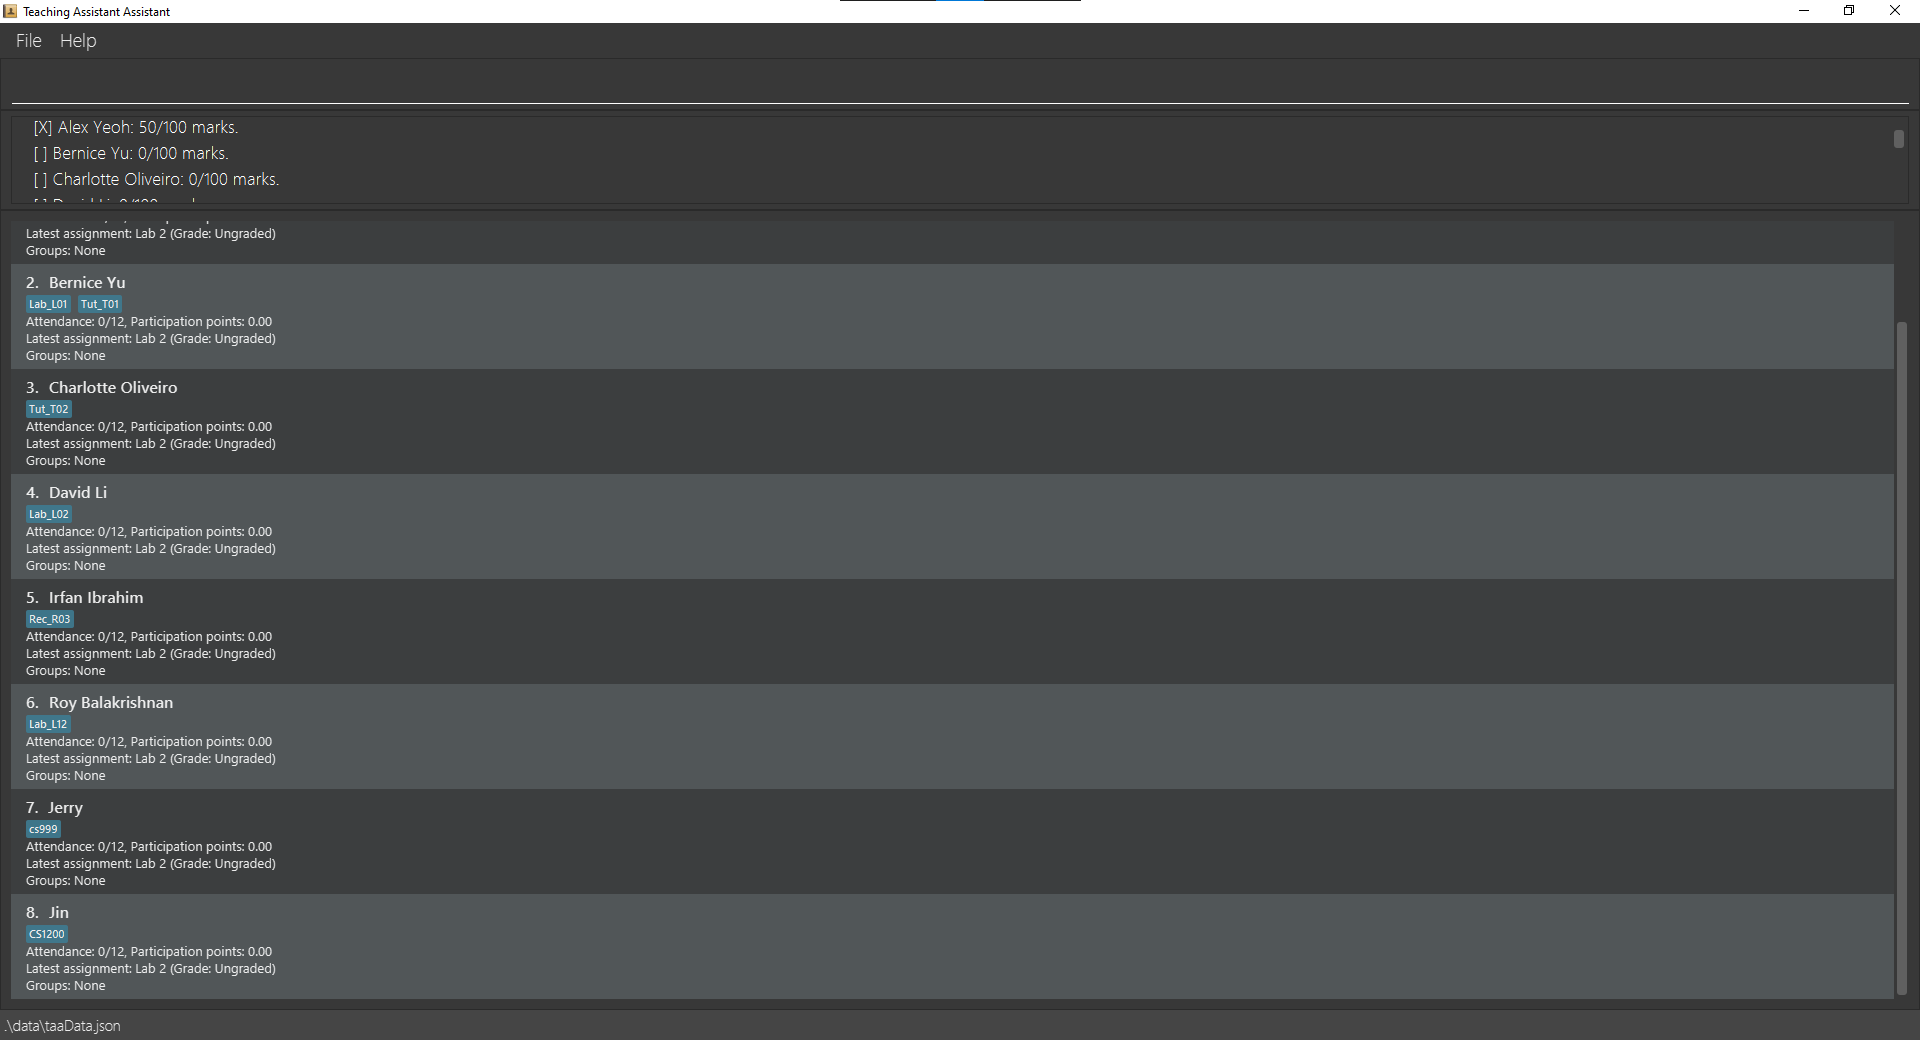 Teaching Assistant Assistant
File Help
[X] Alex Yeoh: 50/100 marks.
[ ] Bernice Yu: 0/100 marks.
[ ] Charlotte Oliveiro: 0/100 marks.
Latest assignment: Lab 2 (Grade: Ungraded)
Groups: None
2. Bernice Yu
Lab_L01 Tut_T01
Attendance: 0/12, Participation points: 0.00
Latest assignment: Lab 2 (Grade: Ungraded)
Groups: None
3. Charlotte Oliveiro
Tut_T02
Attendance: 0/12, Participation points: 0.00
Latest assignment: Lab 2 (Grade: Ungraded)
Groups: None
4. David Li
Lab_L02
Attendance: 0/12, Participation points: 0.00
Latest assignment: Lab 2 (Grade: Ungraded)
Groups: None
5. Irfan Ibrahim
Rec_R03
Attendance: 0/12, Participation points: 0.00
Latest assignment: Lab 2 (Grade: Ungraded)
Groups: None
6. Roy Balakrishnan
Lab_L12
Attendance: 0/12, Participation points: 0.00
Latest assignment: Lab 2 (Grade: Ungraded)
Groups: None
7. Jerry
cs999
Attendance: 0/12, Participation points: 0.00
Latest assignment: Lab 2 (Grade: Ungraded)
Groups: None
8. Jin
CS1200
Attendance: 0/12, Participation points: 0.00
Latest assignment: Lab 2 (Grade: Ungraded)
Groups: None
.\data\taaData.json